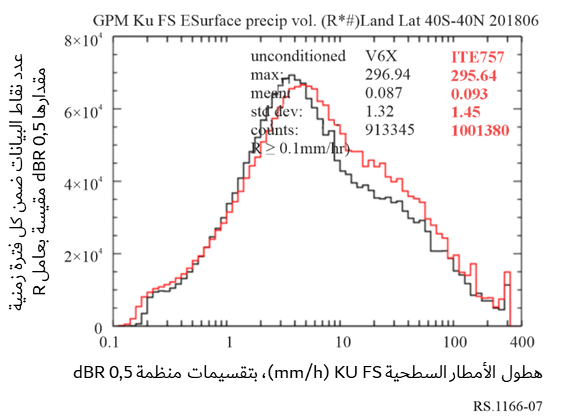 GPM Ku FS ESurface precip vol. (R*#)Land Lat 40S-40N 201806
عدد نقاط البيانات ضمن كل فترة زمنية
مقدارها 0,5 dBR مقيسة بعامل R
8×10⁴
6×10⁴
4×10⁴
2×10⁴
0
unconditioned V6X ITE757
max: 296.94 295.64
mean 0.087 0.093
std dev: 1.32 1.45
counts: 913345 1001380
R ≥ 0.1mm/hr)
0.1 1 10 100 400
هطول الأمطار السطحية KU FS (mm/h)، بتقسيمات منظمة 0,5 dBR
RS.1166-07